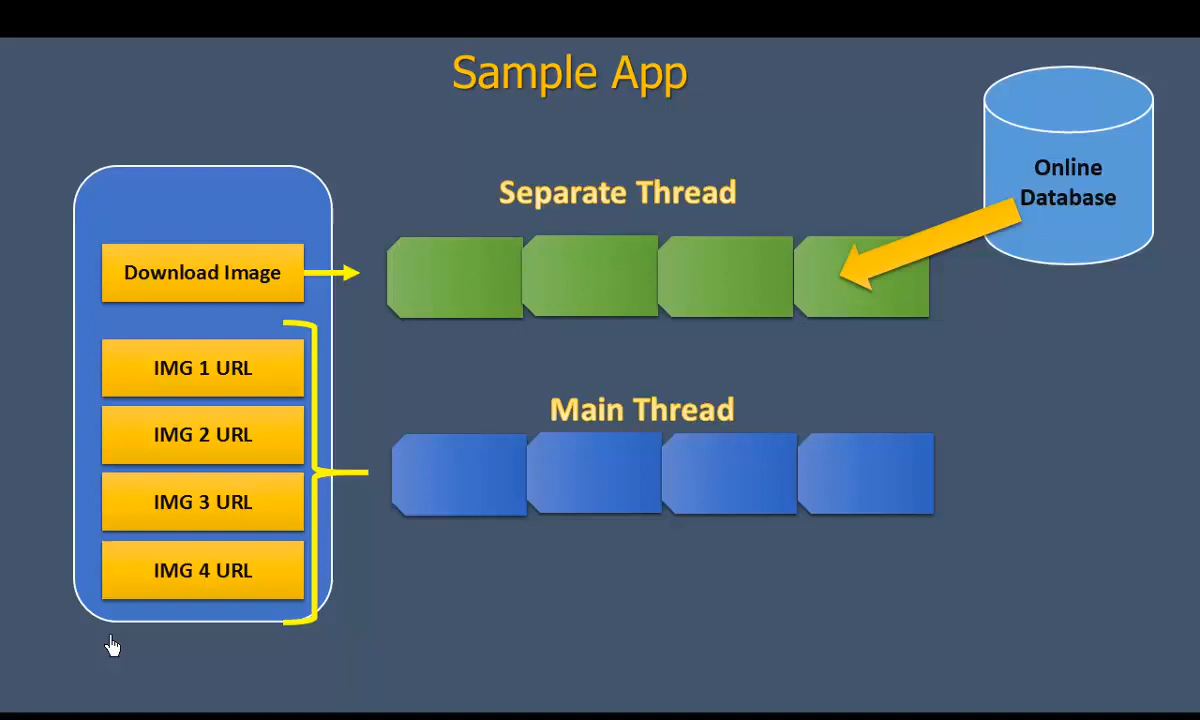 Sample App
Online
Database
Separate Thread
Download Image
IMG 1 URL
IMG 2 URL
IMG 3 URL
IMG 4 URL
Main Thread